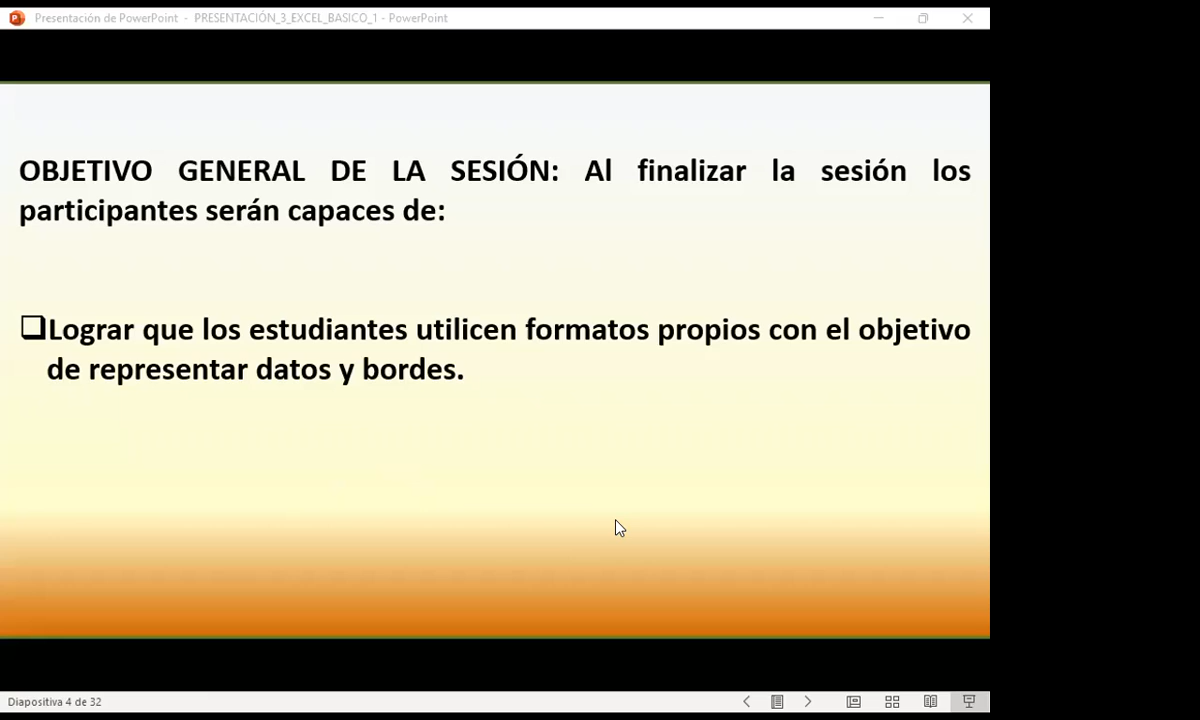 Presentación de PowerPoint - PRESENTACIÓN_3_EXCEL_BASICO_1 - PowerPoint
OBJETIVO GENERAL DE LA SESIÓN: Al finalizar la sesión los
participantes serán capaces de:
Lograr que los estudiantes utilicen formatos propios con el objetivo
de representar datos y bordes.
Diapositiva 4 de 32